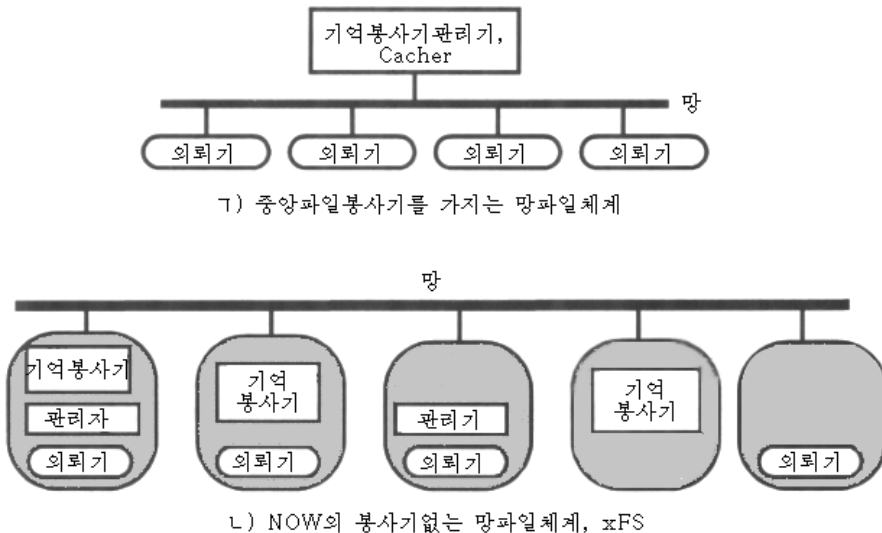 기억봉사기관리기,
Cacher
망
의뢰기 의뢰기 의뢰기 의뢰기
ㄱ) 중앙파일봉사기를 가지는 망파일체계
망
기억봉사기
관리자
의뢰기
기억
봉사기
의뢰기
관리기
의뢰기
기억
봉사기
의뢰기
ㄴ) NOW의 봉사기없는 망파일체계, xFS